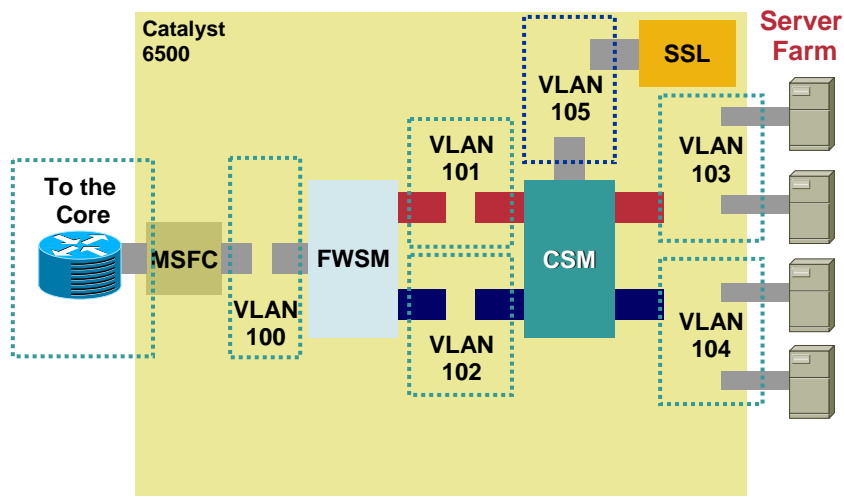 Catalyst
6500
SSL
Server
Farm
VLAN
105
VLAN
101
VLAN
103
To the
Core
MSFC
FWSM
CSM
VLAN
100
VLAN
102
VLAN
104